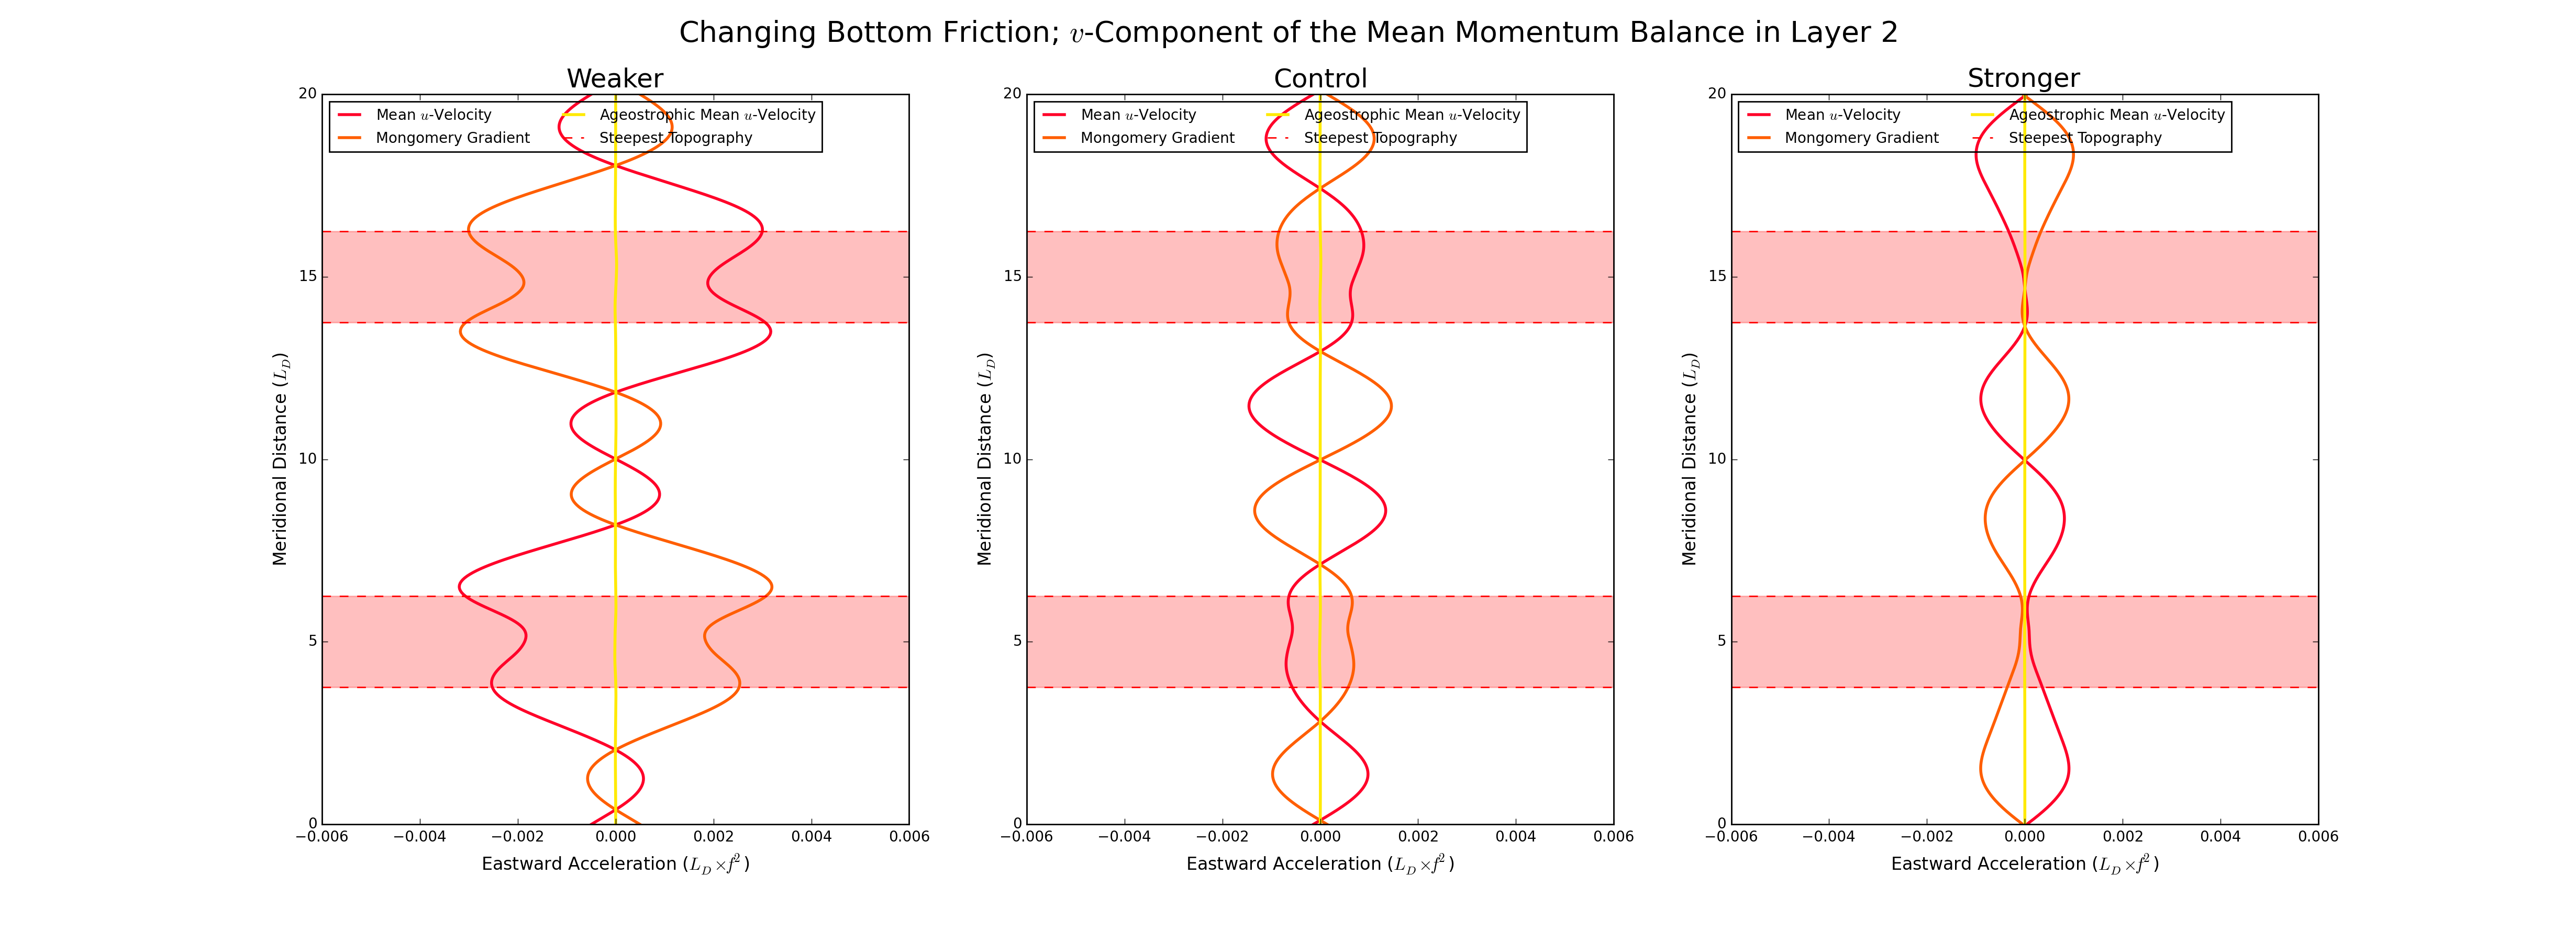 Changing Bottom Friction; v-Component of the Mean Momentum Balance in Layer 2
Weaker
Mean u-Velocity
Mongomery Gradient
Ageostrophic Mean u-Velocity
Steepest Topography
20
15
10
5
0
Meridional Distance (L_D)
−0.006 −0.004 −0.002 0.000 0.002 0.004 0.006
Eastward Acceleration (L_D×f²)
Control
Mean u-Velocity
Mongomery Gradient
Ageostrophic Mean u-Velocity
Steepest Topography
20
15
10
5
0
Meridional Distance (L_D)
−0.006 −0.004 −0.002 0.000 0.002 0.004 0.006
Eastward Acceleration (L_D×f²)
Stronger
Mean u-Velocity
Mongomery Gradient
Ageostrophic Mean u-Velocity
Steepest Topography
20
15
10
5
0
Meridional Distance (L_D)
−0.006 −0.004 −0.002 0.000 0.002 0.004 0.006
Eastward Acceleration (L_D×f²)